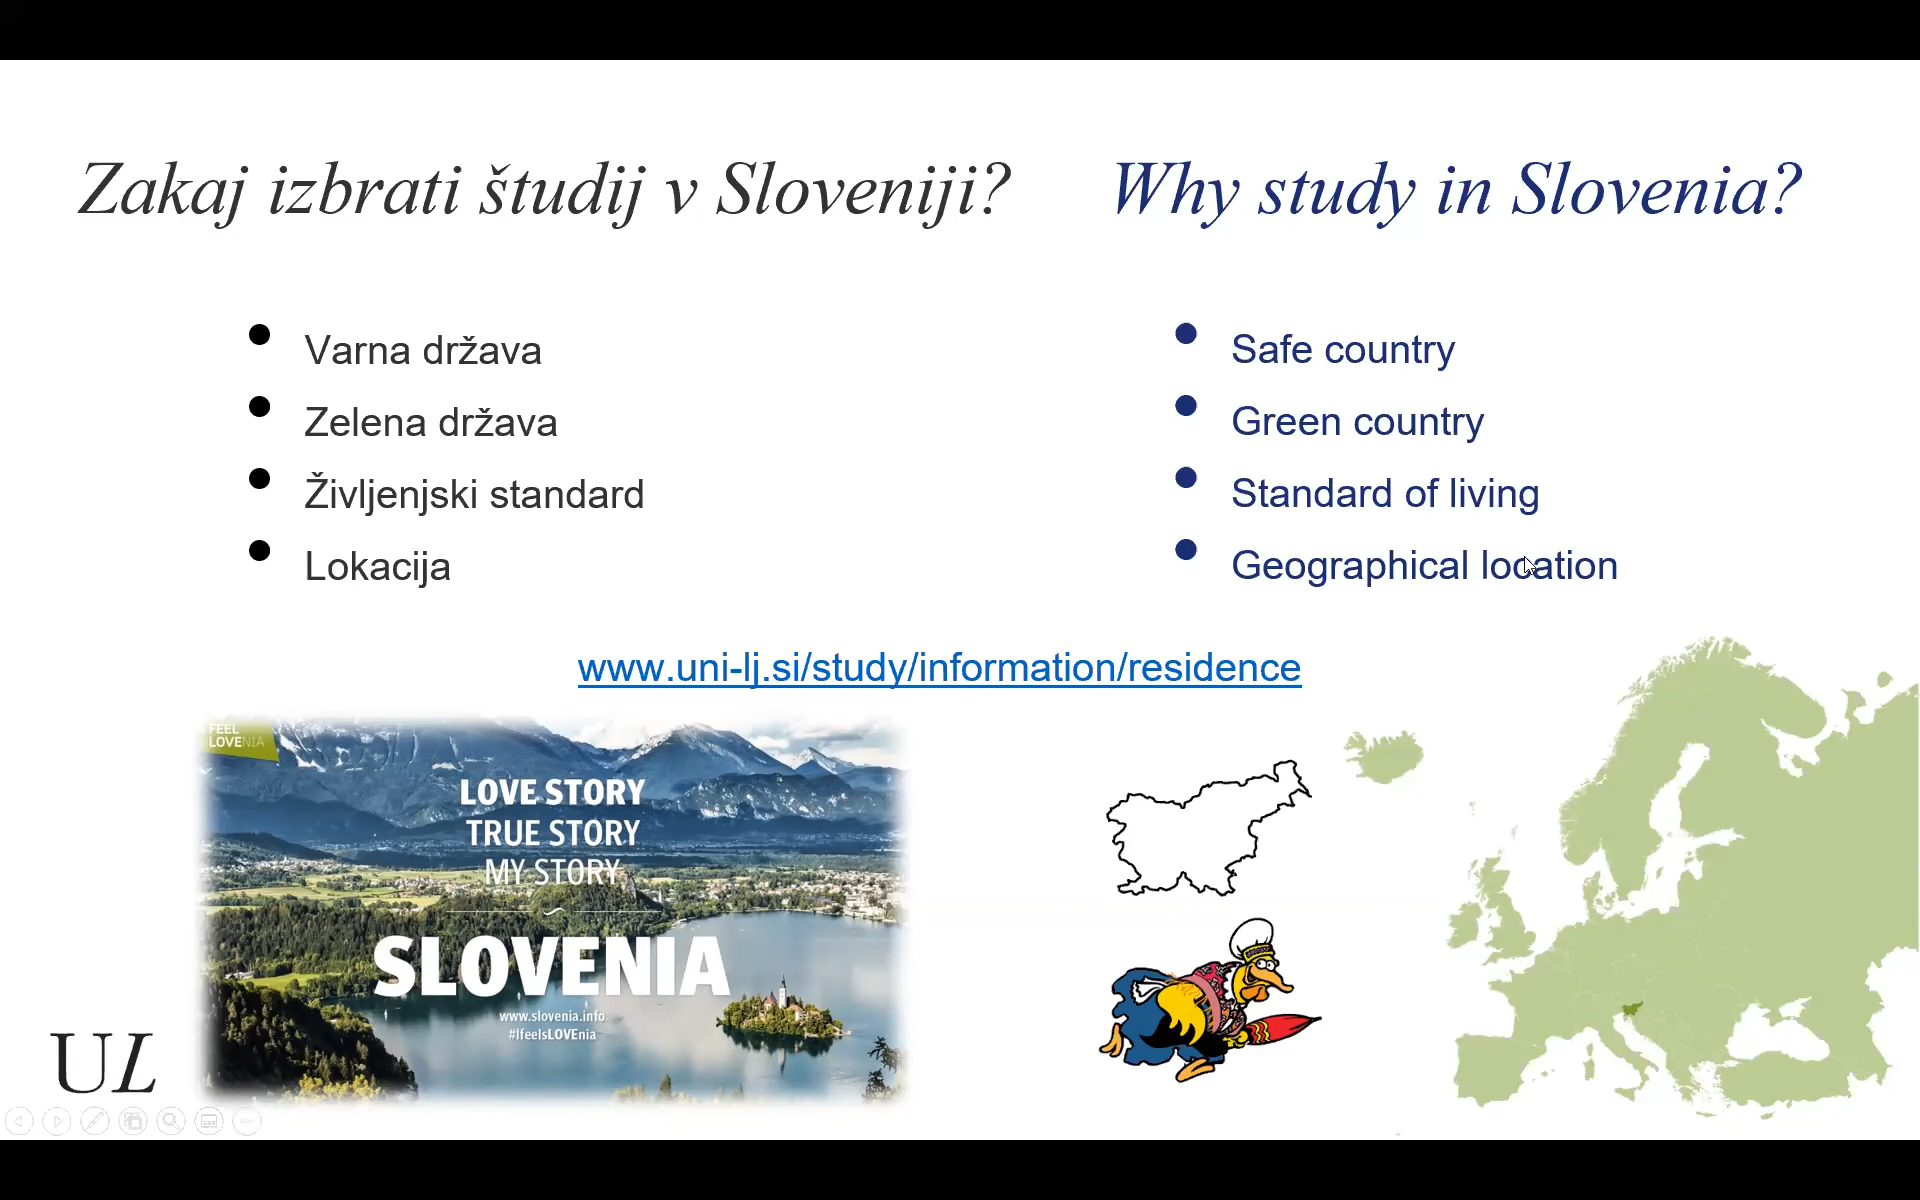 Zakaj izbrati študij v Sloveniji?
Varna država
Zelena država
Življenjski standard
Lokacija
Why study in Slovenia?
Safe country
Green country
Standard of living
Geographical location
www.uni-lj.si/study/information/residence
FEEL
LOVENIA
LOVE STORY
TRUE STORY
MY STORY
SLOVENIA
www.slovenia.info
#IfeelsLOVEnia
UL